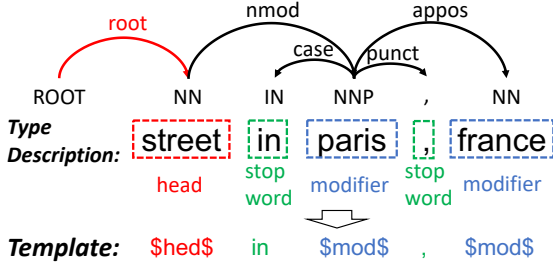 root nmod appos
case punct
ROOT NN IN NNP , NN
Type Description: street in paris , france
head stop word modifier stop word modifier
Template: $hed$ in $mod$ , $mod$